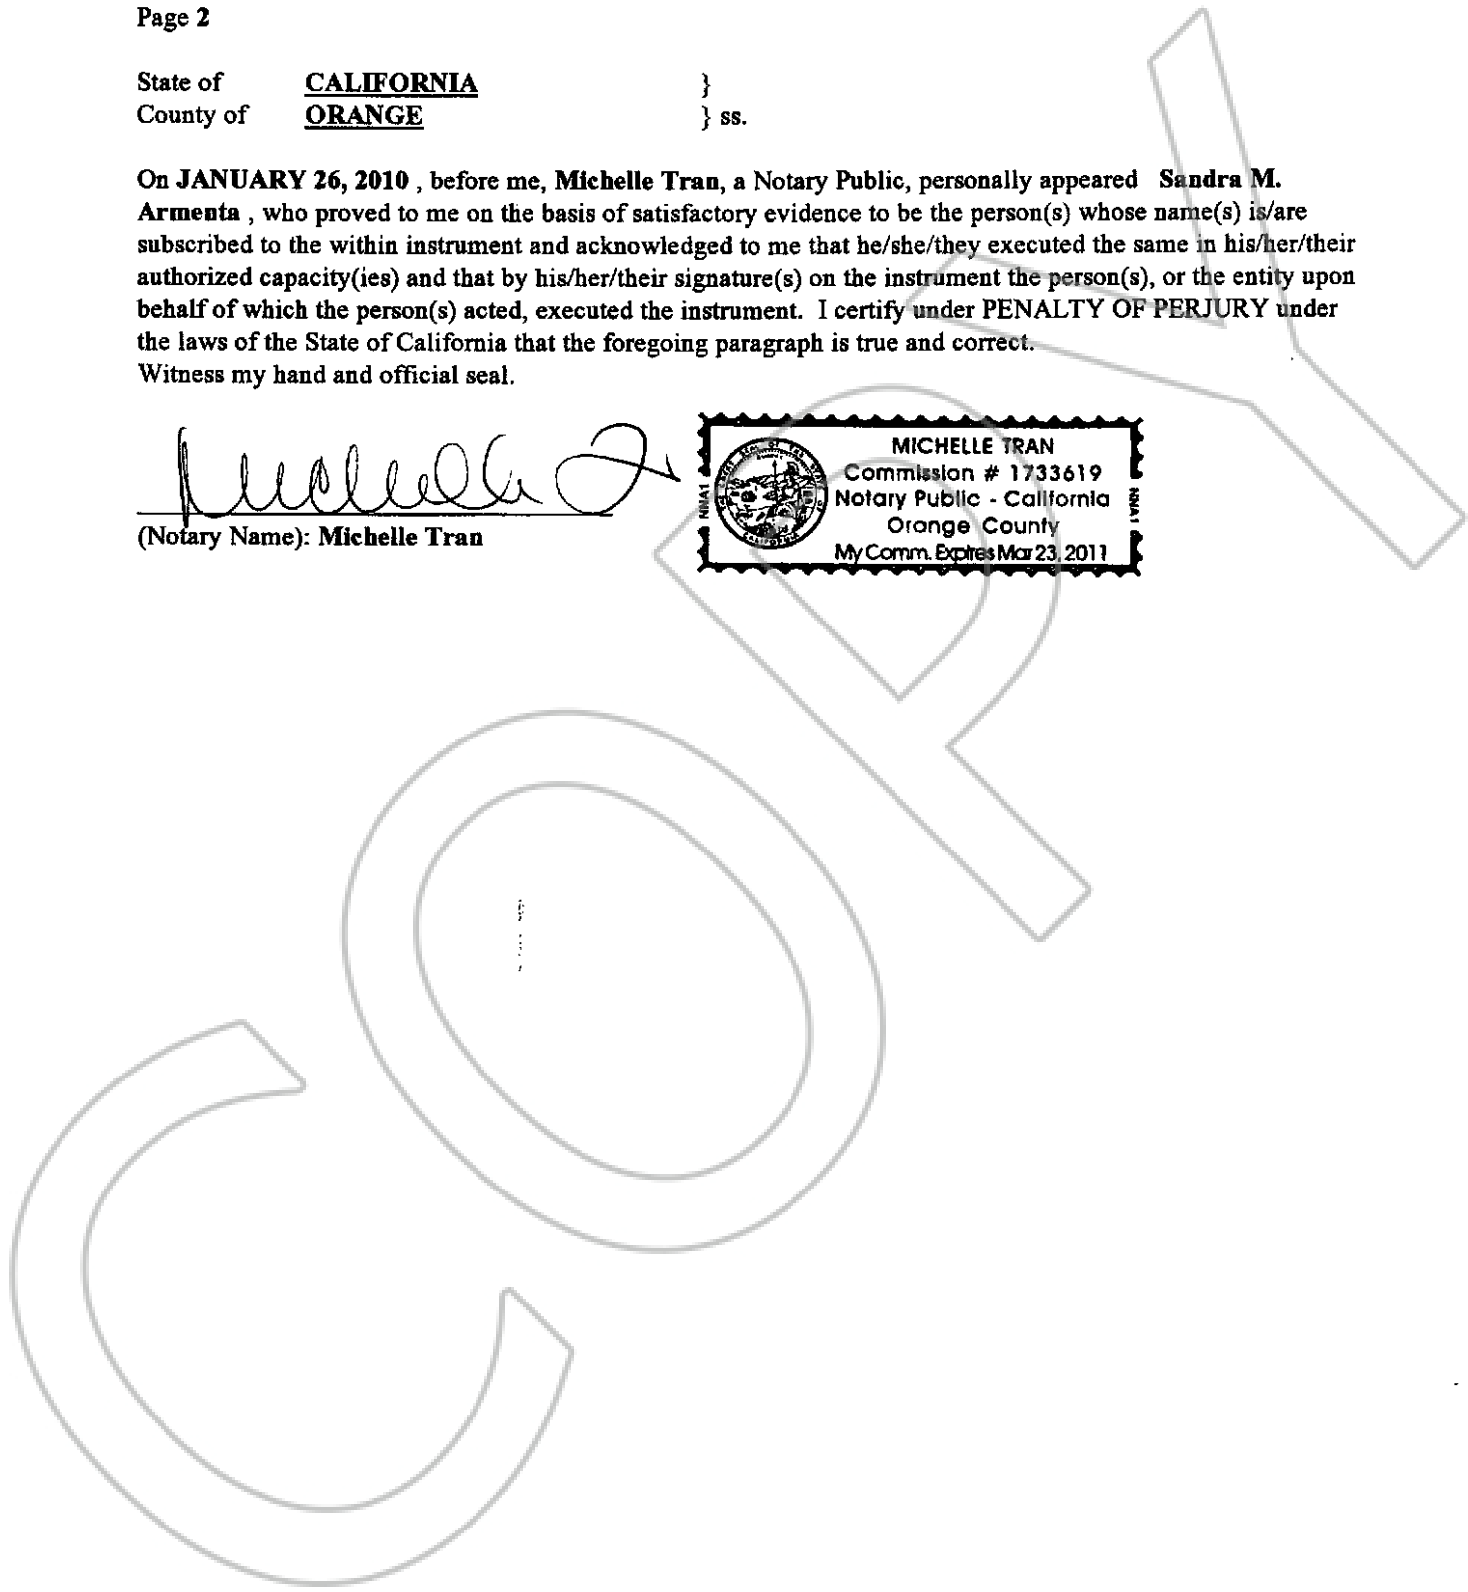 Page 2
State of CALIFORNIA }
County of ORANGE } ss.
On JANUARY 26, 2010 , before me, Michelle Tran, a Notary Public, personally appeared Sandra M.
Armenta , who proved to me on the basis of satisfactory evidence to be the person(s) whose name(s) is/are
subscribed to the within instrument and acknowledged to me that he/she/they executed the same in his/her/their
authorized capacity(ies) and that by his/her/their signature(s) on the instrument the person(s), or the entity upon
behalf of which the person(s) acted, executed the instrument. I certify under PENALTY OF PERJURY under
the laws of the State of California that the foregoing paragraph is true and correct.
Witness my hand and official seal.
(Notary Name): Michelle Tran
NNA1
MICHELLE TRAN
Commission # 1733619
Notary Public - California
Orange County
My Comm. Expires Mar 23, 2011
NNA1
COPY